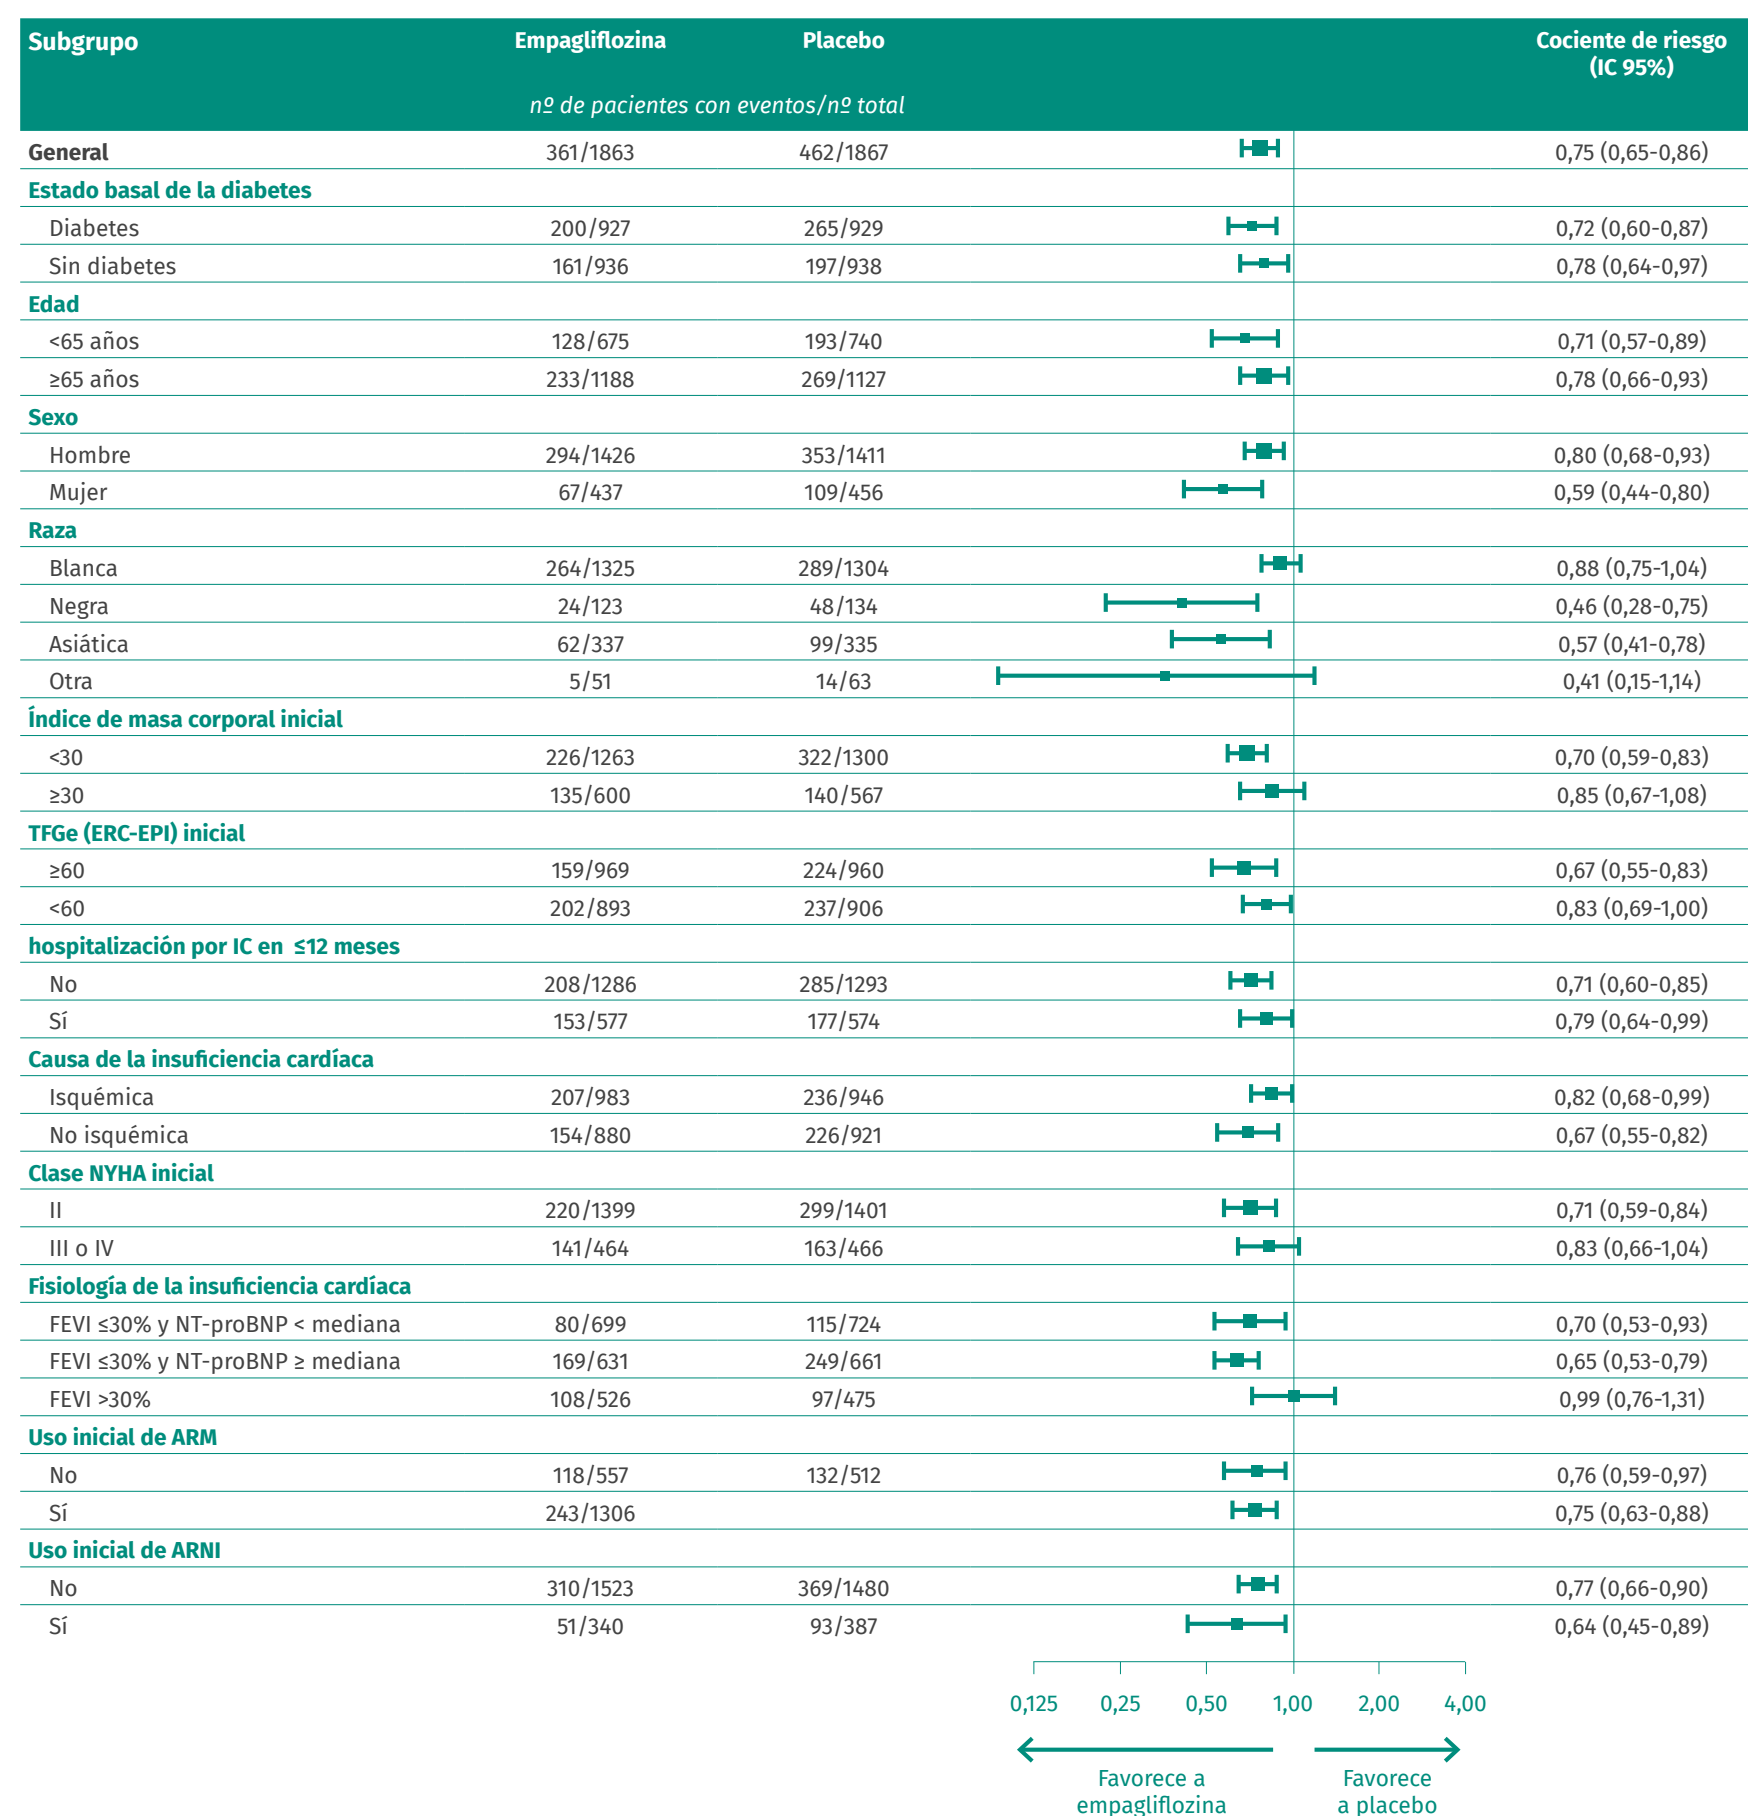 Subgrupo Empagliflozina Placebo Cociente de riesgo
(IC 95%)
nº de pacientes con eventos/nº total
General 361/1863 462/1867 0,75 (0,65-0,86)
Estado basal de la diabetes
Diabetes 200/927 265/929 0,72 (0,60-0,87)
Sin diabetes 161/936 197/938 0,78 (0,64-0,97)
Edad
<65 años 128/675 193/740 0,71 (0,57-0,89)
≥65 años 233/1188 269/1127 0,78 (0,66-0,93)
Sexo
Hombre 294/1426 353/1411 0,80 (0,68-0,93)
Mujer 67/437 109/456 0,59 (0,44-0,80)
Raza
Blanca 264/1325 289/1304 0,88 (0,75-1,04)
Negra 24/123 48/134 0,46 (0,28-0,75)
Asiática 62/337 99/335 0,57 (0,41-0,78)
Otra 5/51 14/63 0,41 (0,15-1,14)
Índice de masa corporal inicial
<30 226/1263 322/1300 0,70 (0,59-0,83)
≥30 135/600 140/567 0,85 (0,67-1,08)
TFGe (ERC-EPI) inicial
≥60 159/969 224/960 0,67 (0,55-0,83)
<60 202/893 237/906 0,83 (0,69-1,00)
hospitalización por IC en ≤12 meses
No 208/1286 285/1293 0,71 (0,60-0,85)
Sí 153/577 177/574 0,79 (0,64-0,99)
Causa de la insuficiencia cardíaca
Isquémica 207/983 236/946 0,82 (0,68-0,99)
No isquémica 154/880 226/921 0,67 (0,55-0,82)
Clase NYHA inicial
II 220/1399 299/1401 0,71 (0,59-0,84)
III o IV 141/464 163/466 0,83 (0,66-1,04)
Fisiología de la insuficiencia cardíaca
FEVI ≤30% y NT-proBNP < mediana 80/699 115/724 0,70 (0,53-0,93)
FEVI ≤30% y NT-proBNP ≥ mediana 169/631 249/661 0,65 (0,53-0,79)
FEVI >30% 108/526 97/475 0,99 (0,76-1,31)
Uso inicial de ARM
No 118/557 132/512 0,76 (0,59-0,97)
Sí 243/1306 0,75 (0,63-0,88)
Uso inicial de ARNI
No 310/1523 369/1480 0,77 (0,66-0,90)
Sí 51/340 93/387 0,64 (0,45-0,89)
0,125 0,25 0,50 1,00 2,00 4,00
Favorece a
empagliflozina
Favorece
a placebo